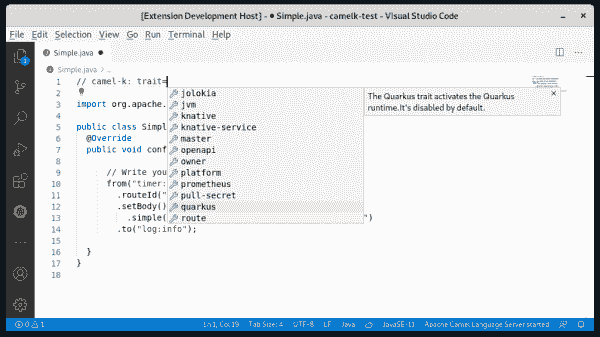 [Extension Development Host] - ● Simple.java - camelk-test - Visual Studio Code
File Edit Selection View Go Run Terminal Help
Simple.java
Simple.java > ...
1 // camel-k: trait=
2
3 import org.apache.
4
5 public class Simpl
6 @Override
7 public void conf
8
9 // Write you
10 from("timer:
11 .routeId("
12 .setBody()
13 .simple( ")
14 .to("log:info");
15
16 }
17 }
18
jolokia
jvm
knative
knative-service
master
openapi
owner
platform
prometheus
pull-secret
quarkus
route
The Quarkus trait activates the Quarkus
runtime.It's disabled by default.
1
0 1 Ln 1, Col 19 Tab Size: 4 UTF-8 LF Java JavaSE-11 Apache Camel Language Server started